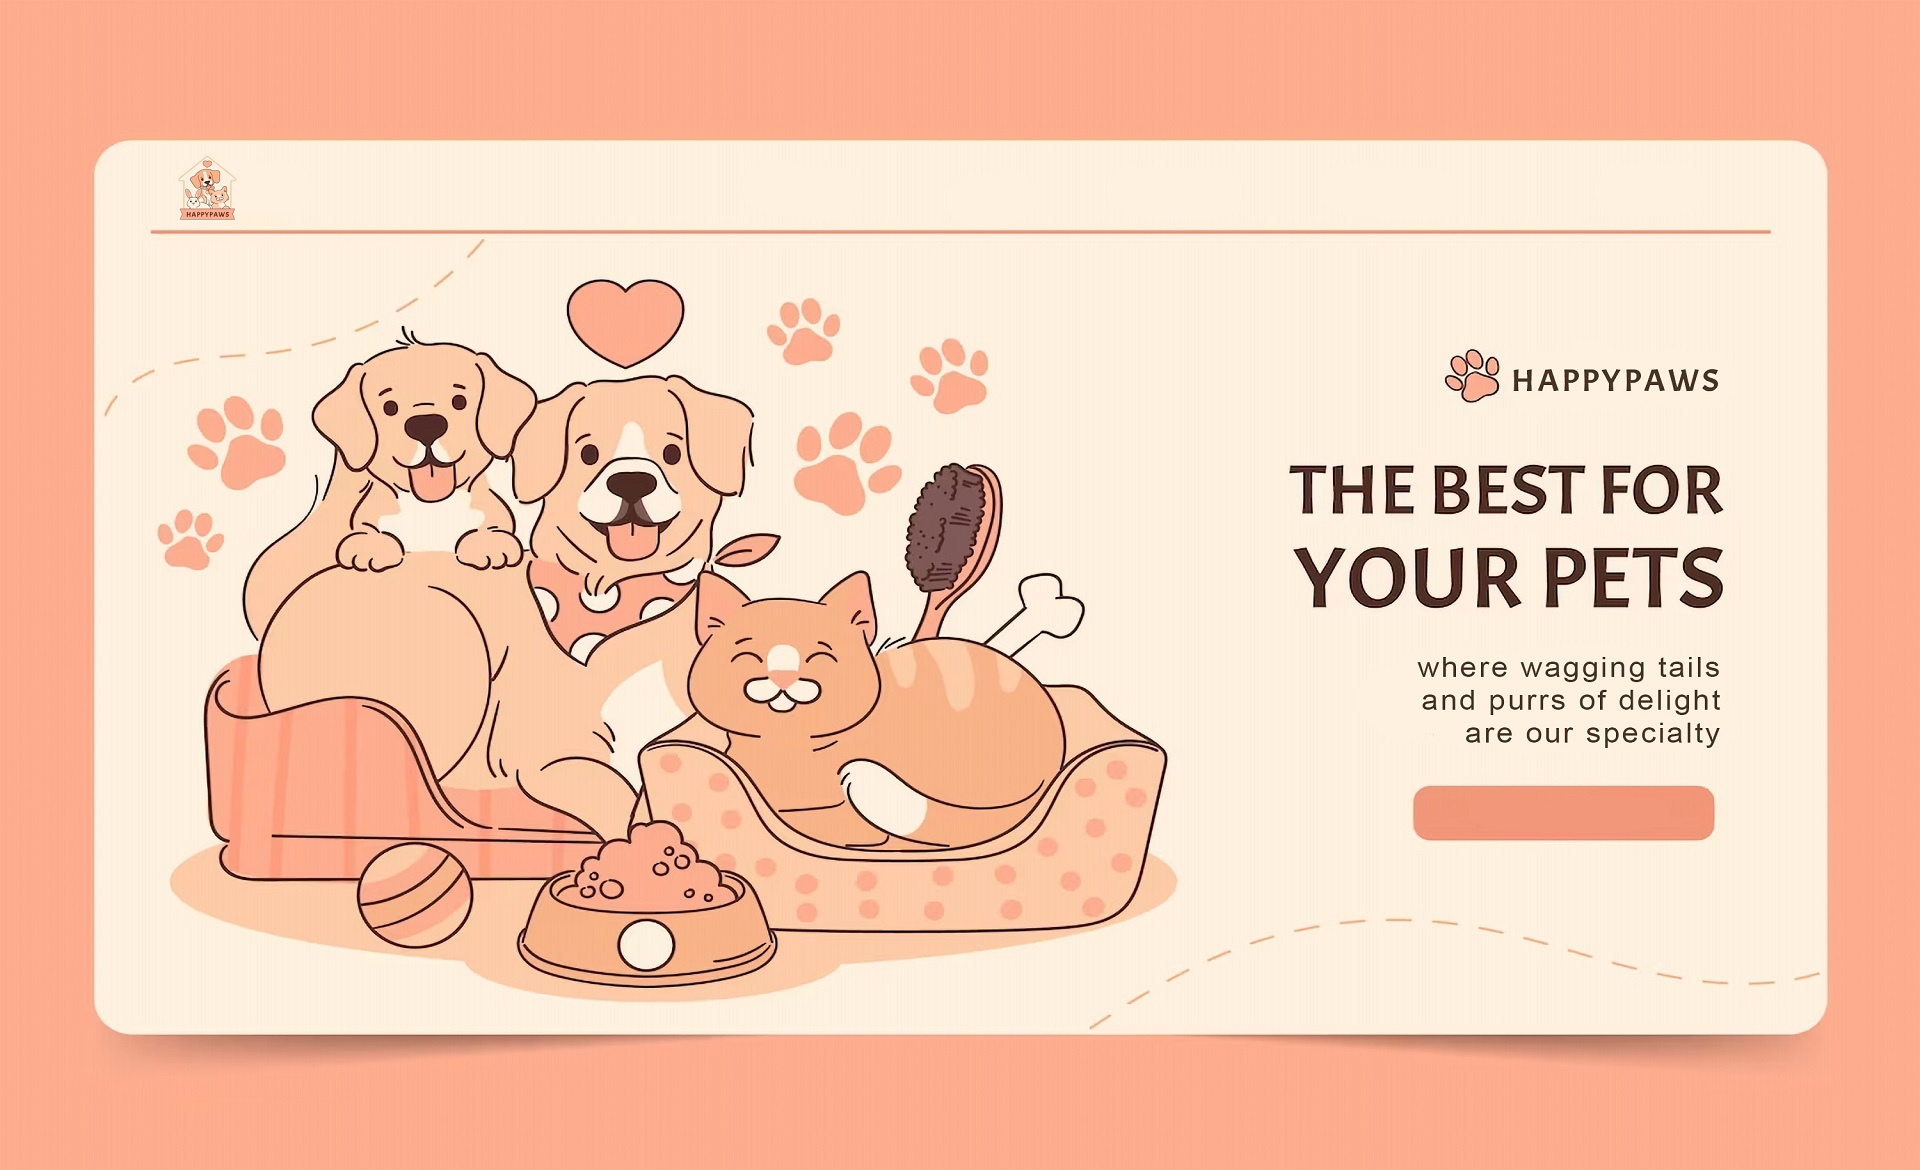 HAPPYPAWS
HAPPYPAWS
THE BEST FOR
YOUR PETS
where wagging tails
and purrs of delight
are our specialty